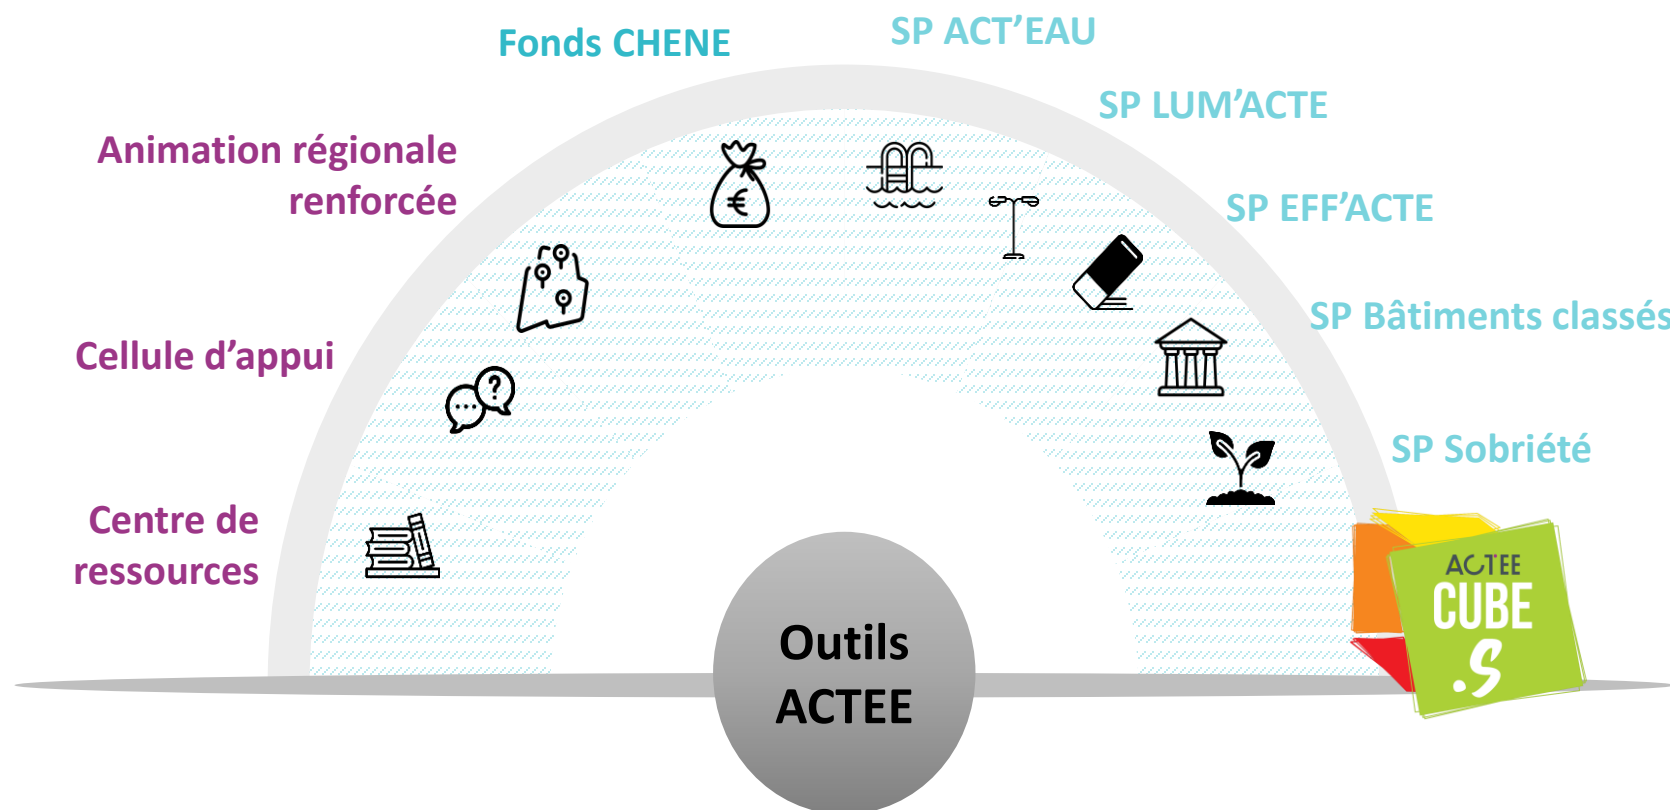 Fonds CHENE
SP ACT’EAU
SP LUM’ACTE
Animation régionale
renforcée
SP EFF’ACTE
SP Bâtiments classés
Cellule d’appui
SP Sobriété
Centre de
ressources
ACTEE
CUBE
.S
Outils
ACTEE
€
?
...